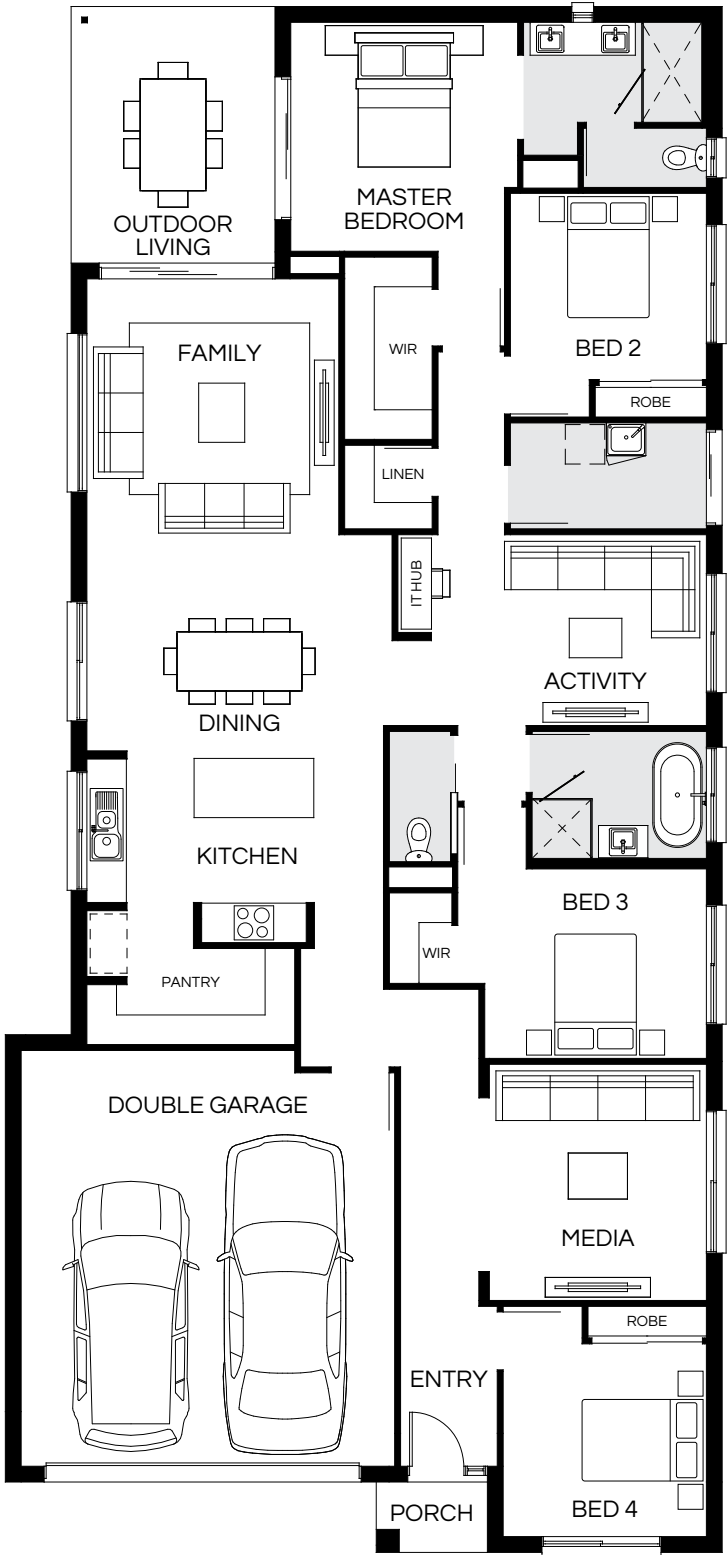 MASTER
BEDROOM
OUTDOOR
LIVING
FAMILY
WIR
BED 2
ROBE
LINEN
IT HUB
ACTIVITY
DINING
KITCHEN
BED 3
WIR
PANTRY
DOUBLE GARAGE
MEDIA
ROBE
ENTRY
PORCH
BED 4